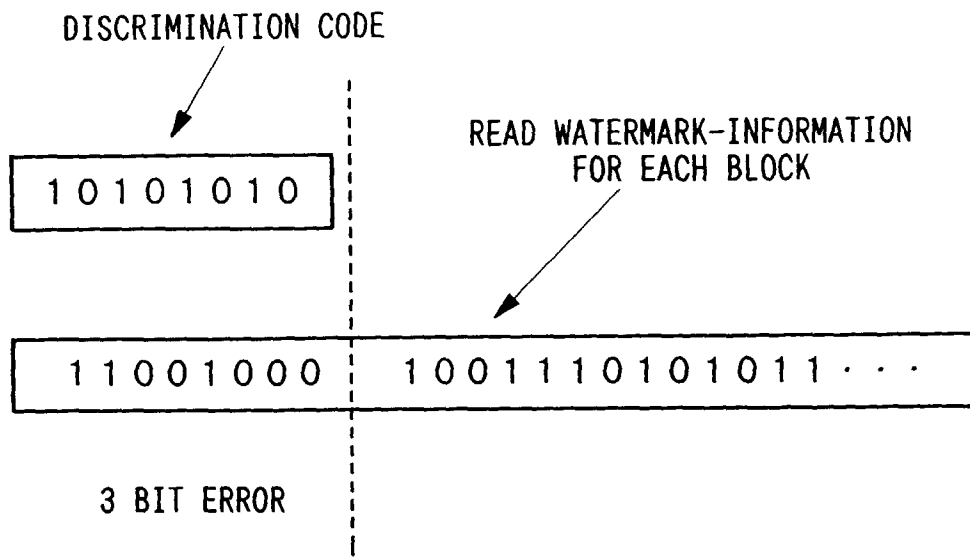 DISCRIMINATION CODE
READ WATERMARK-INFORMATION
FOR EACH BLOCK
10101010
11001000 1001110101011···
3 BIT ERROR